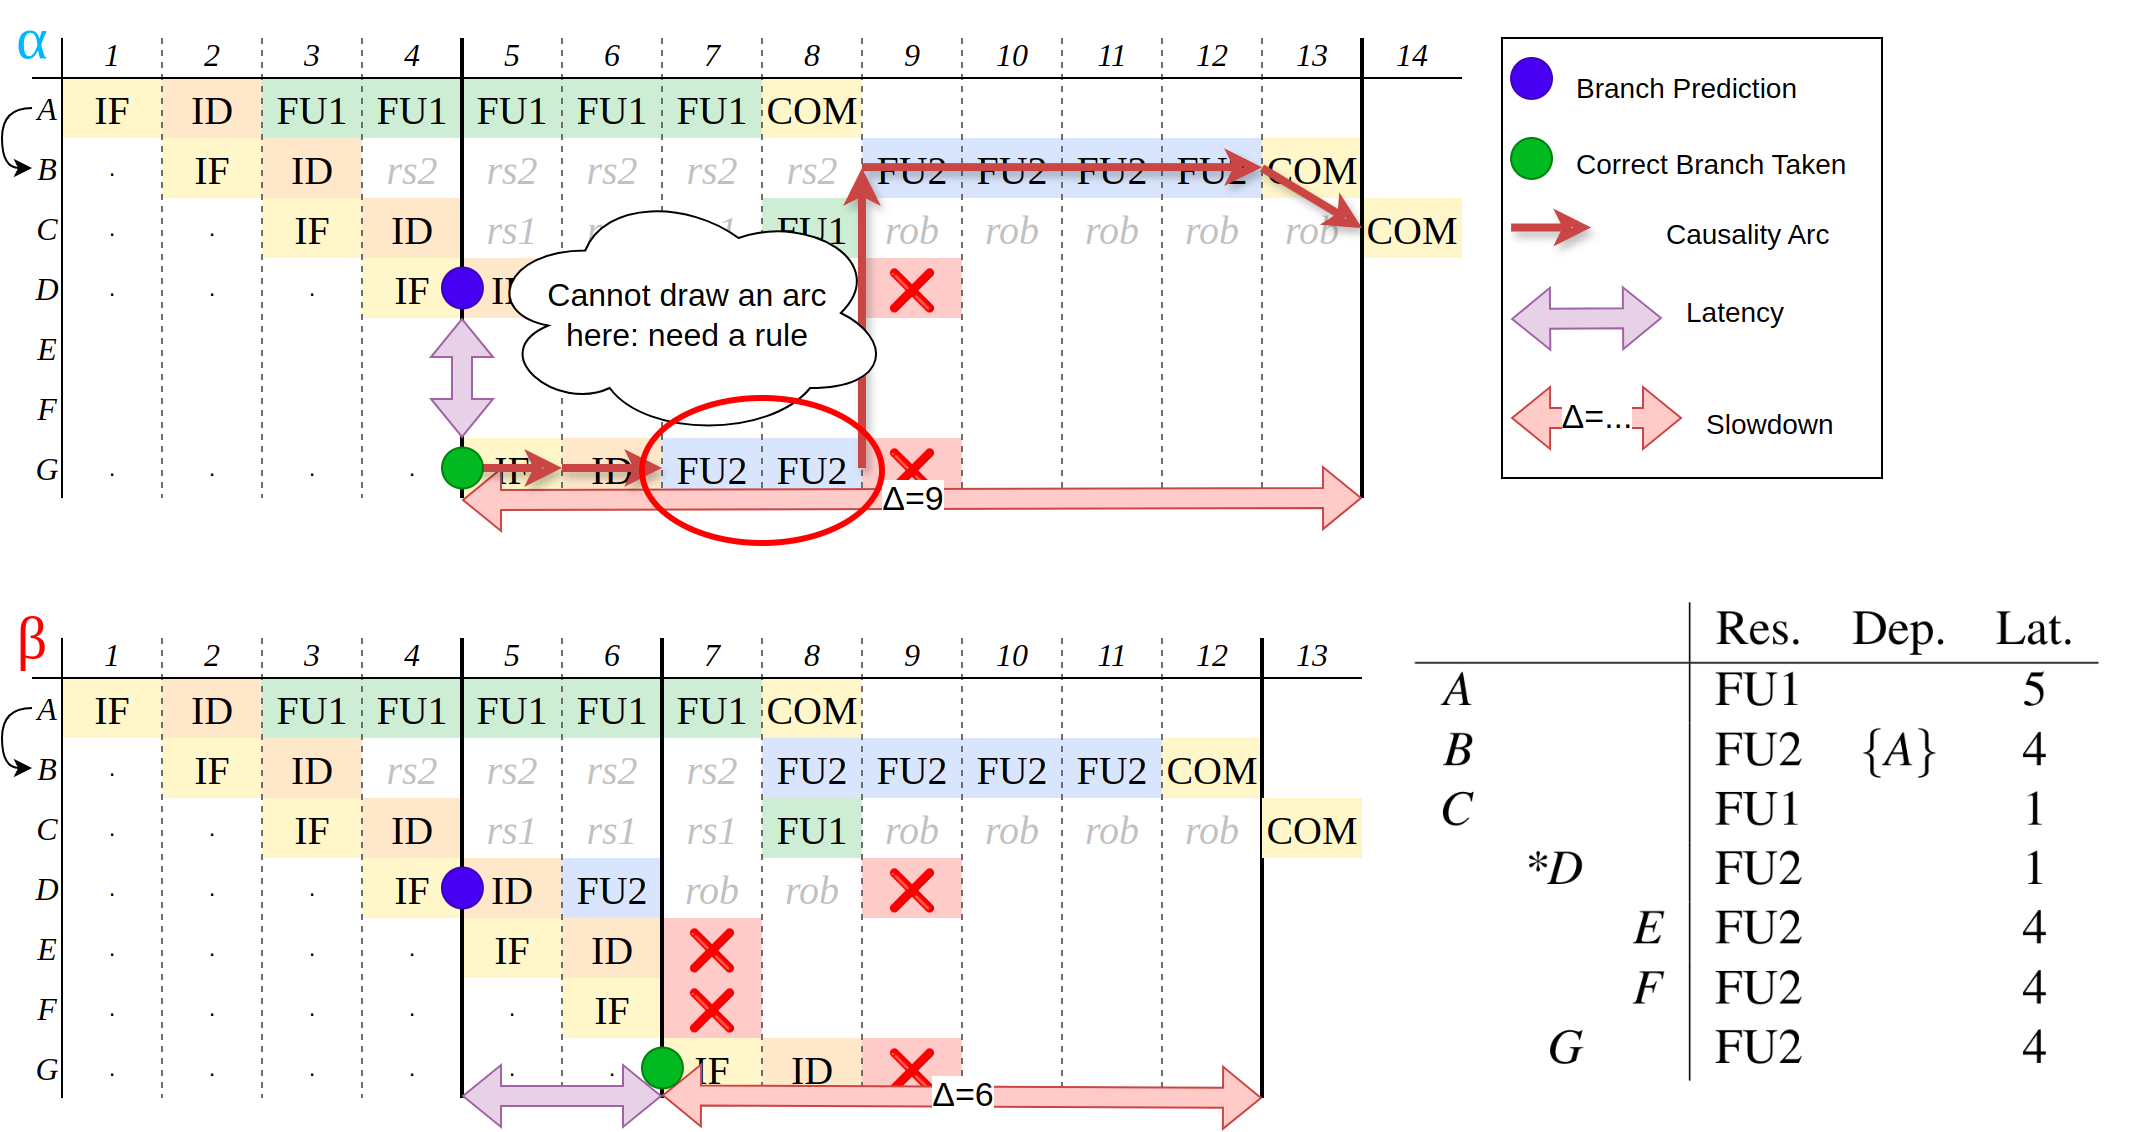 α
1 2 3 4 5 6 7 8 9 10 11 12 13 14
A IF ID FU1 FU1 FU1 FU1 FU1 COM
B . IF ID rs2 rs2 rs2 rs2 rs2 FU2 FU2 FU2 FU2 COM
C . . IF ID rs1 FU1 rob rob rob rob rob COM
D . . . IF
E
F
G . . . . IF ID FU2 FU2
Cannot draw an arc
here: need a rule
Δ=9
Branch Prediction
Correct Branch Taken
Causality Arc
Latency
Δ=... Slowdown
β
1 2 3 4 5 6 7 8 9 10 11 12 13
A IF ID FU1 FU1 FU1 FU1 FU1 COM
B . IF ID rs2 rs2 rs2 rs2 FU2 FU2 FU2 FU2 COM
C . . IF ID rs1 rs1 rs1 FU1 rob rob rob rob COM
D . . . IF ID FU2 rob rob
E . . . . IF ID
F . . . . . IF
G . . . . . . IF ID
Δ=6
Res. Dep. Lat.
A FU1 5
B FU2 {A} 4
C FU1 1
*D FU2 1
E FU2 4
F FU2 4
G FU2 4